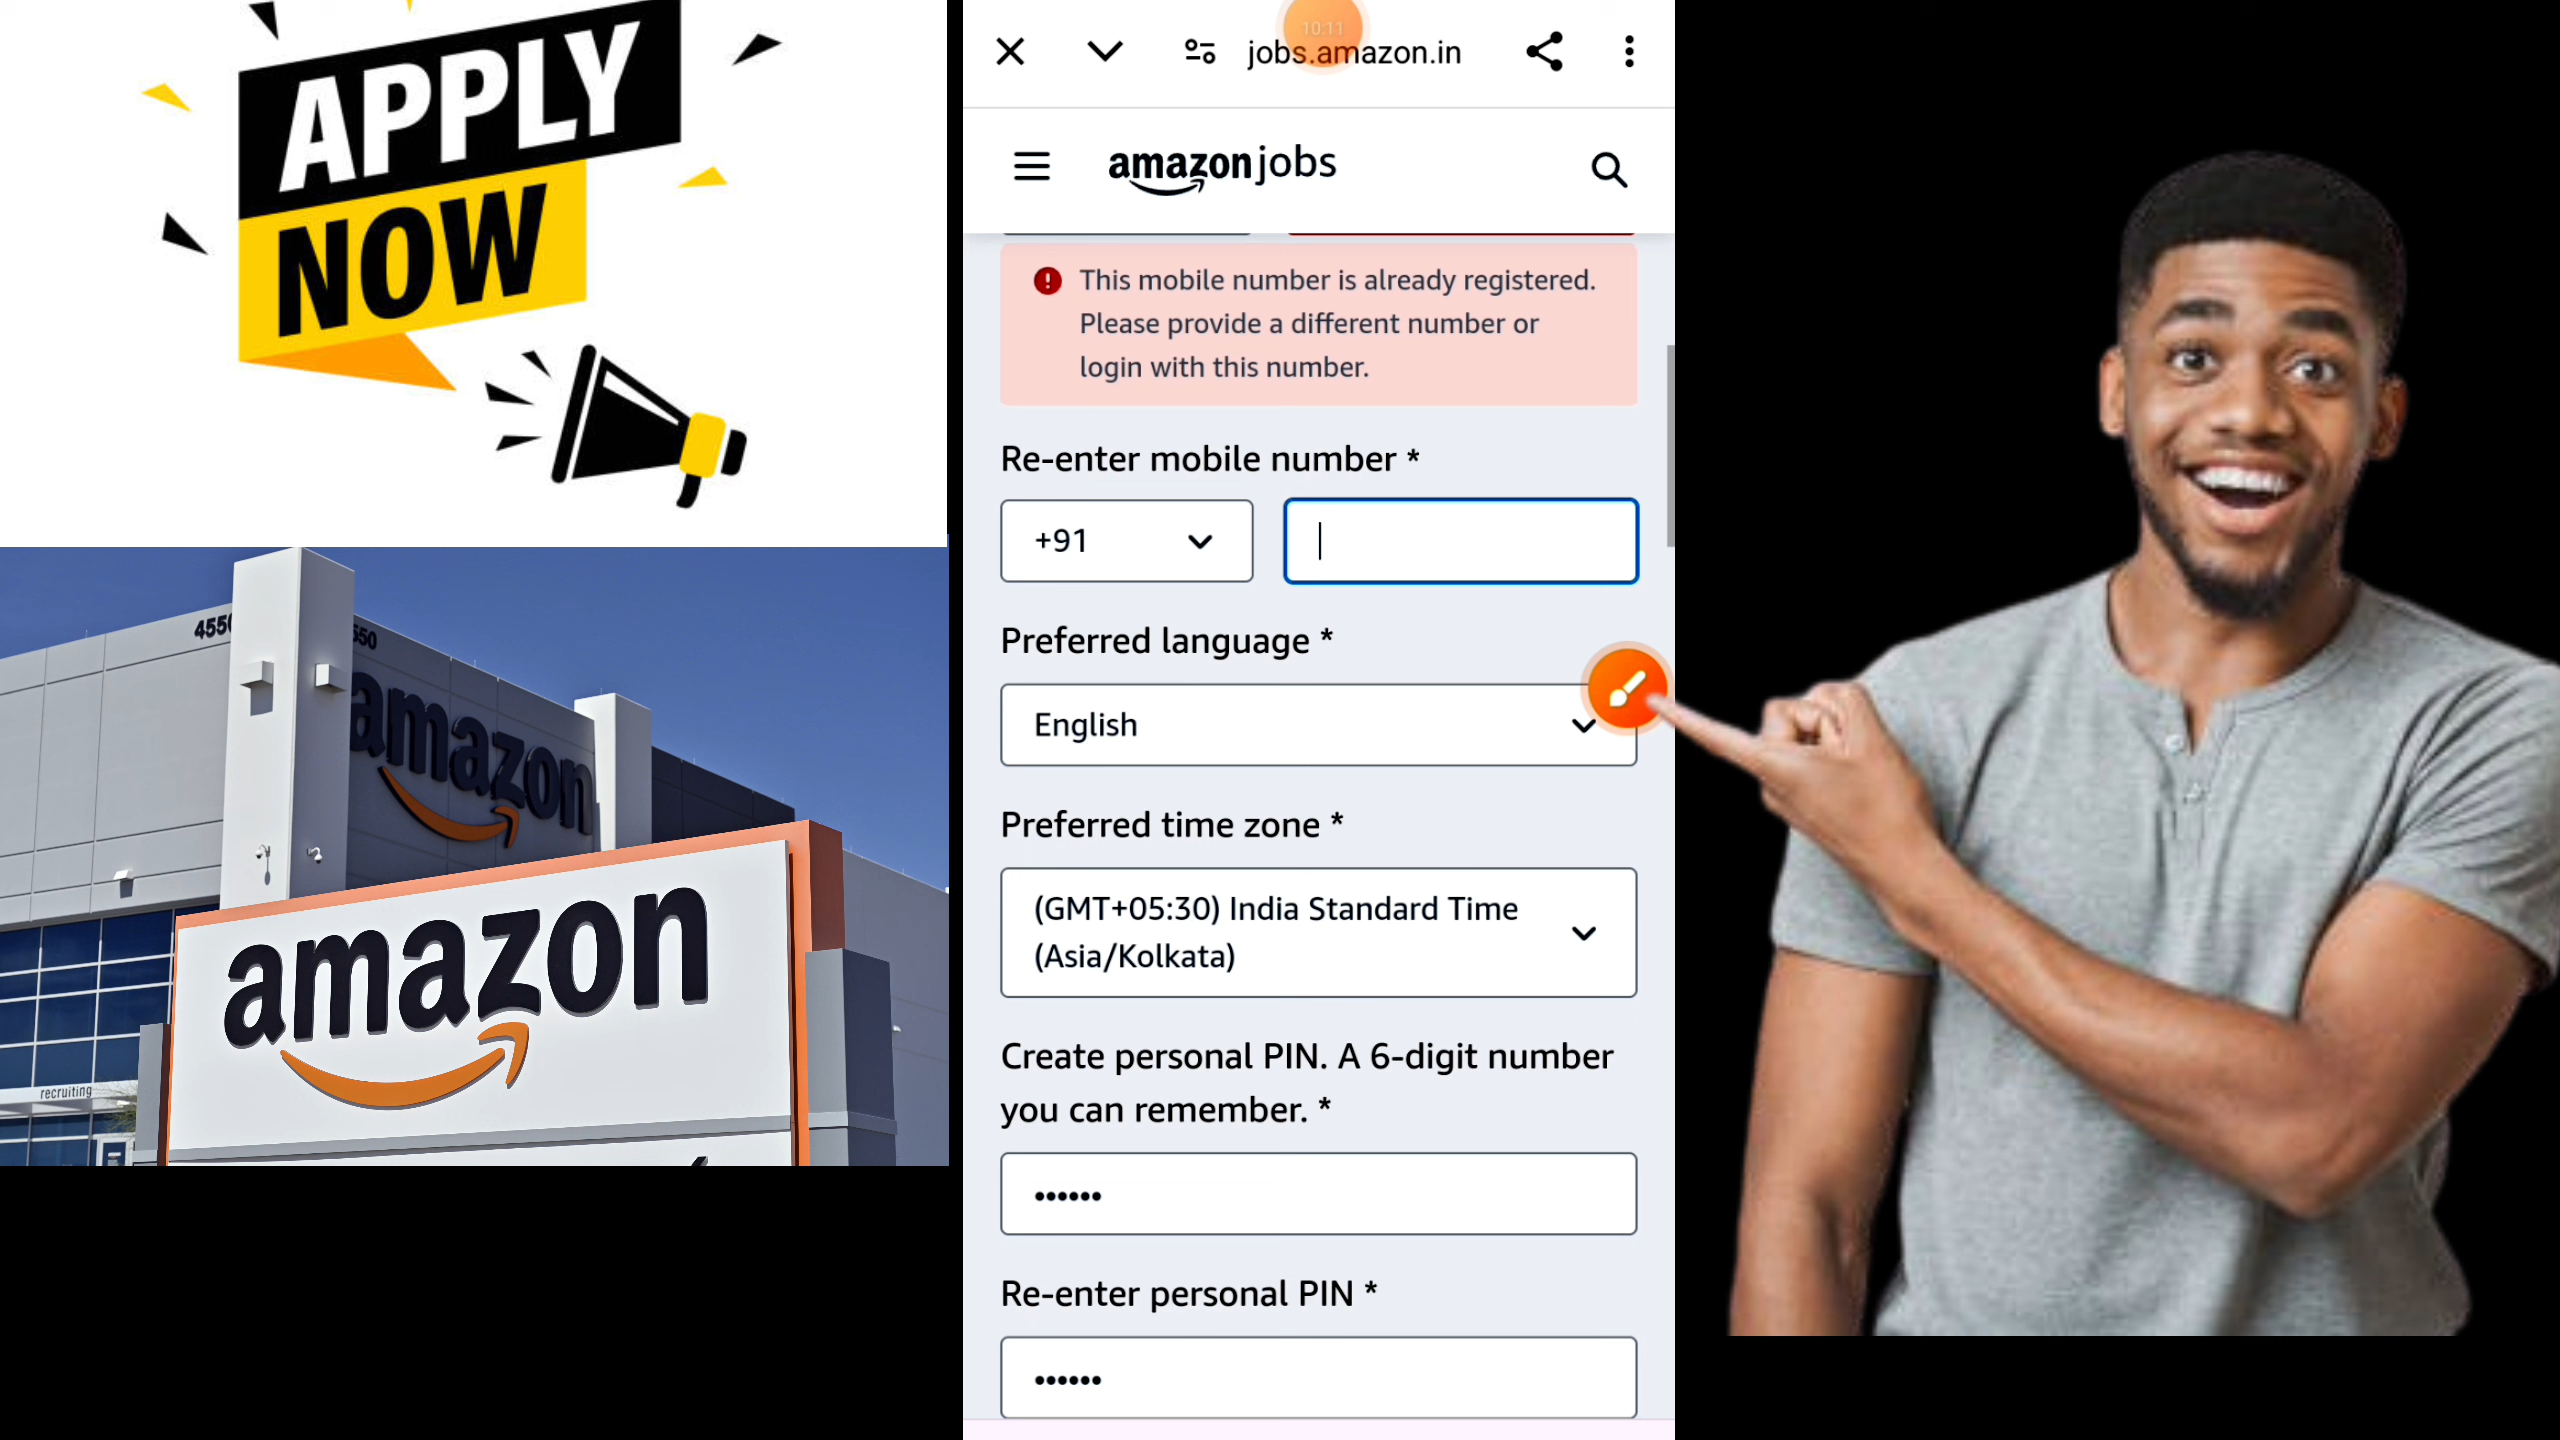 APPLY
NOW
4550
550
amazon
amazon
recruiting
10:11
jobs.amazon.in
amazon jobs
This mobile number is already registered.
Please provide a different number or
login with this number.
Re-enter mobile number *
+91
Preferred language *
English
Preferred time zone *
(GMT+05:30) India Standard Time
(Asia/Kolkata)
Create personal PIN. A 6-digit number
you can remember. *
••••••
Re-enter personal PIN *
••••••